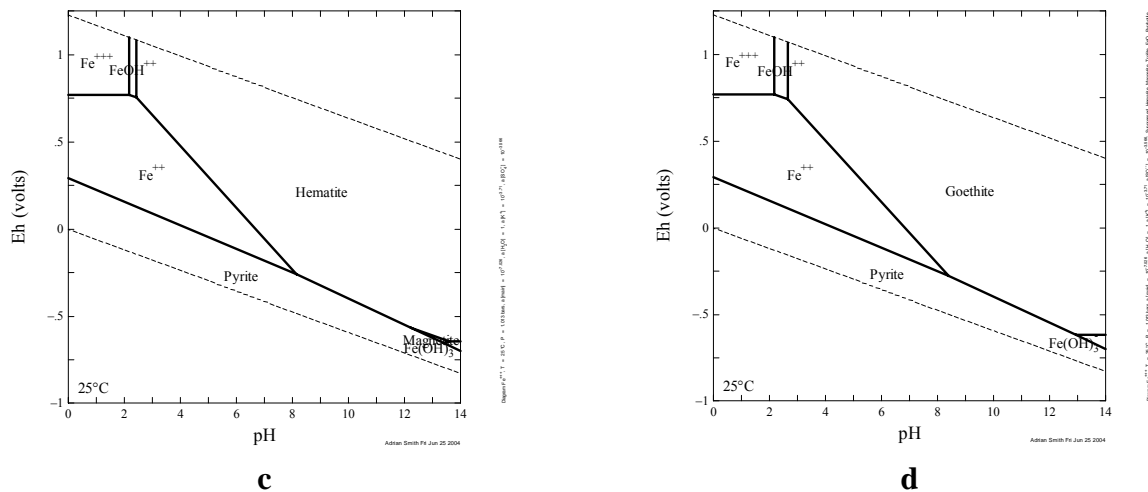 1
.5
0
–.5
–1
Eh (volts)
Fe+++
FeOH++
Fe++
Hematite
Pyrite
Magnetite
Fe(OH)3
25°C
0 2 4 6 8 10 12 14
pH
Adrian Smith Fri Jun 25 2004
c
1
.5
0
–.5
–1
Eh (volts)
Fe+++
FeOH++
Fe++
Goethite
Pyrite
Fe(OH)3
25°C
0 2 4 6 8 10 12 14
pH
Adrian Smith Fri Jun 25 2004
d